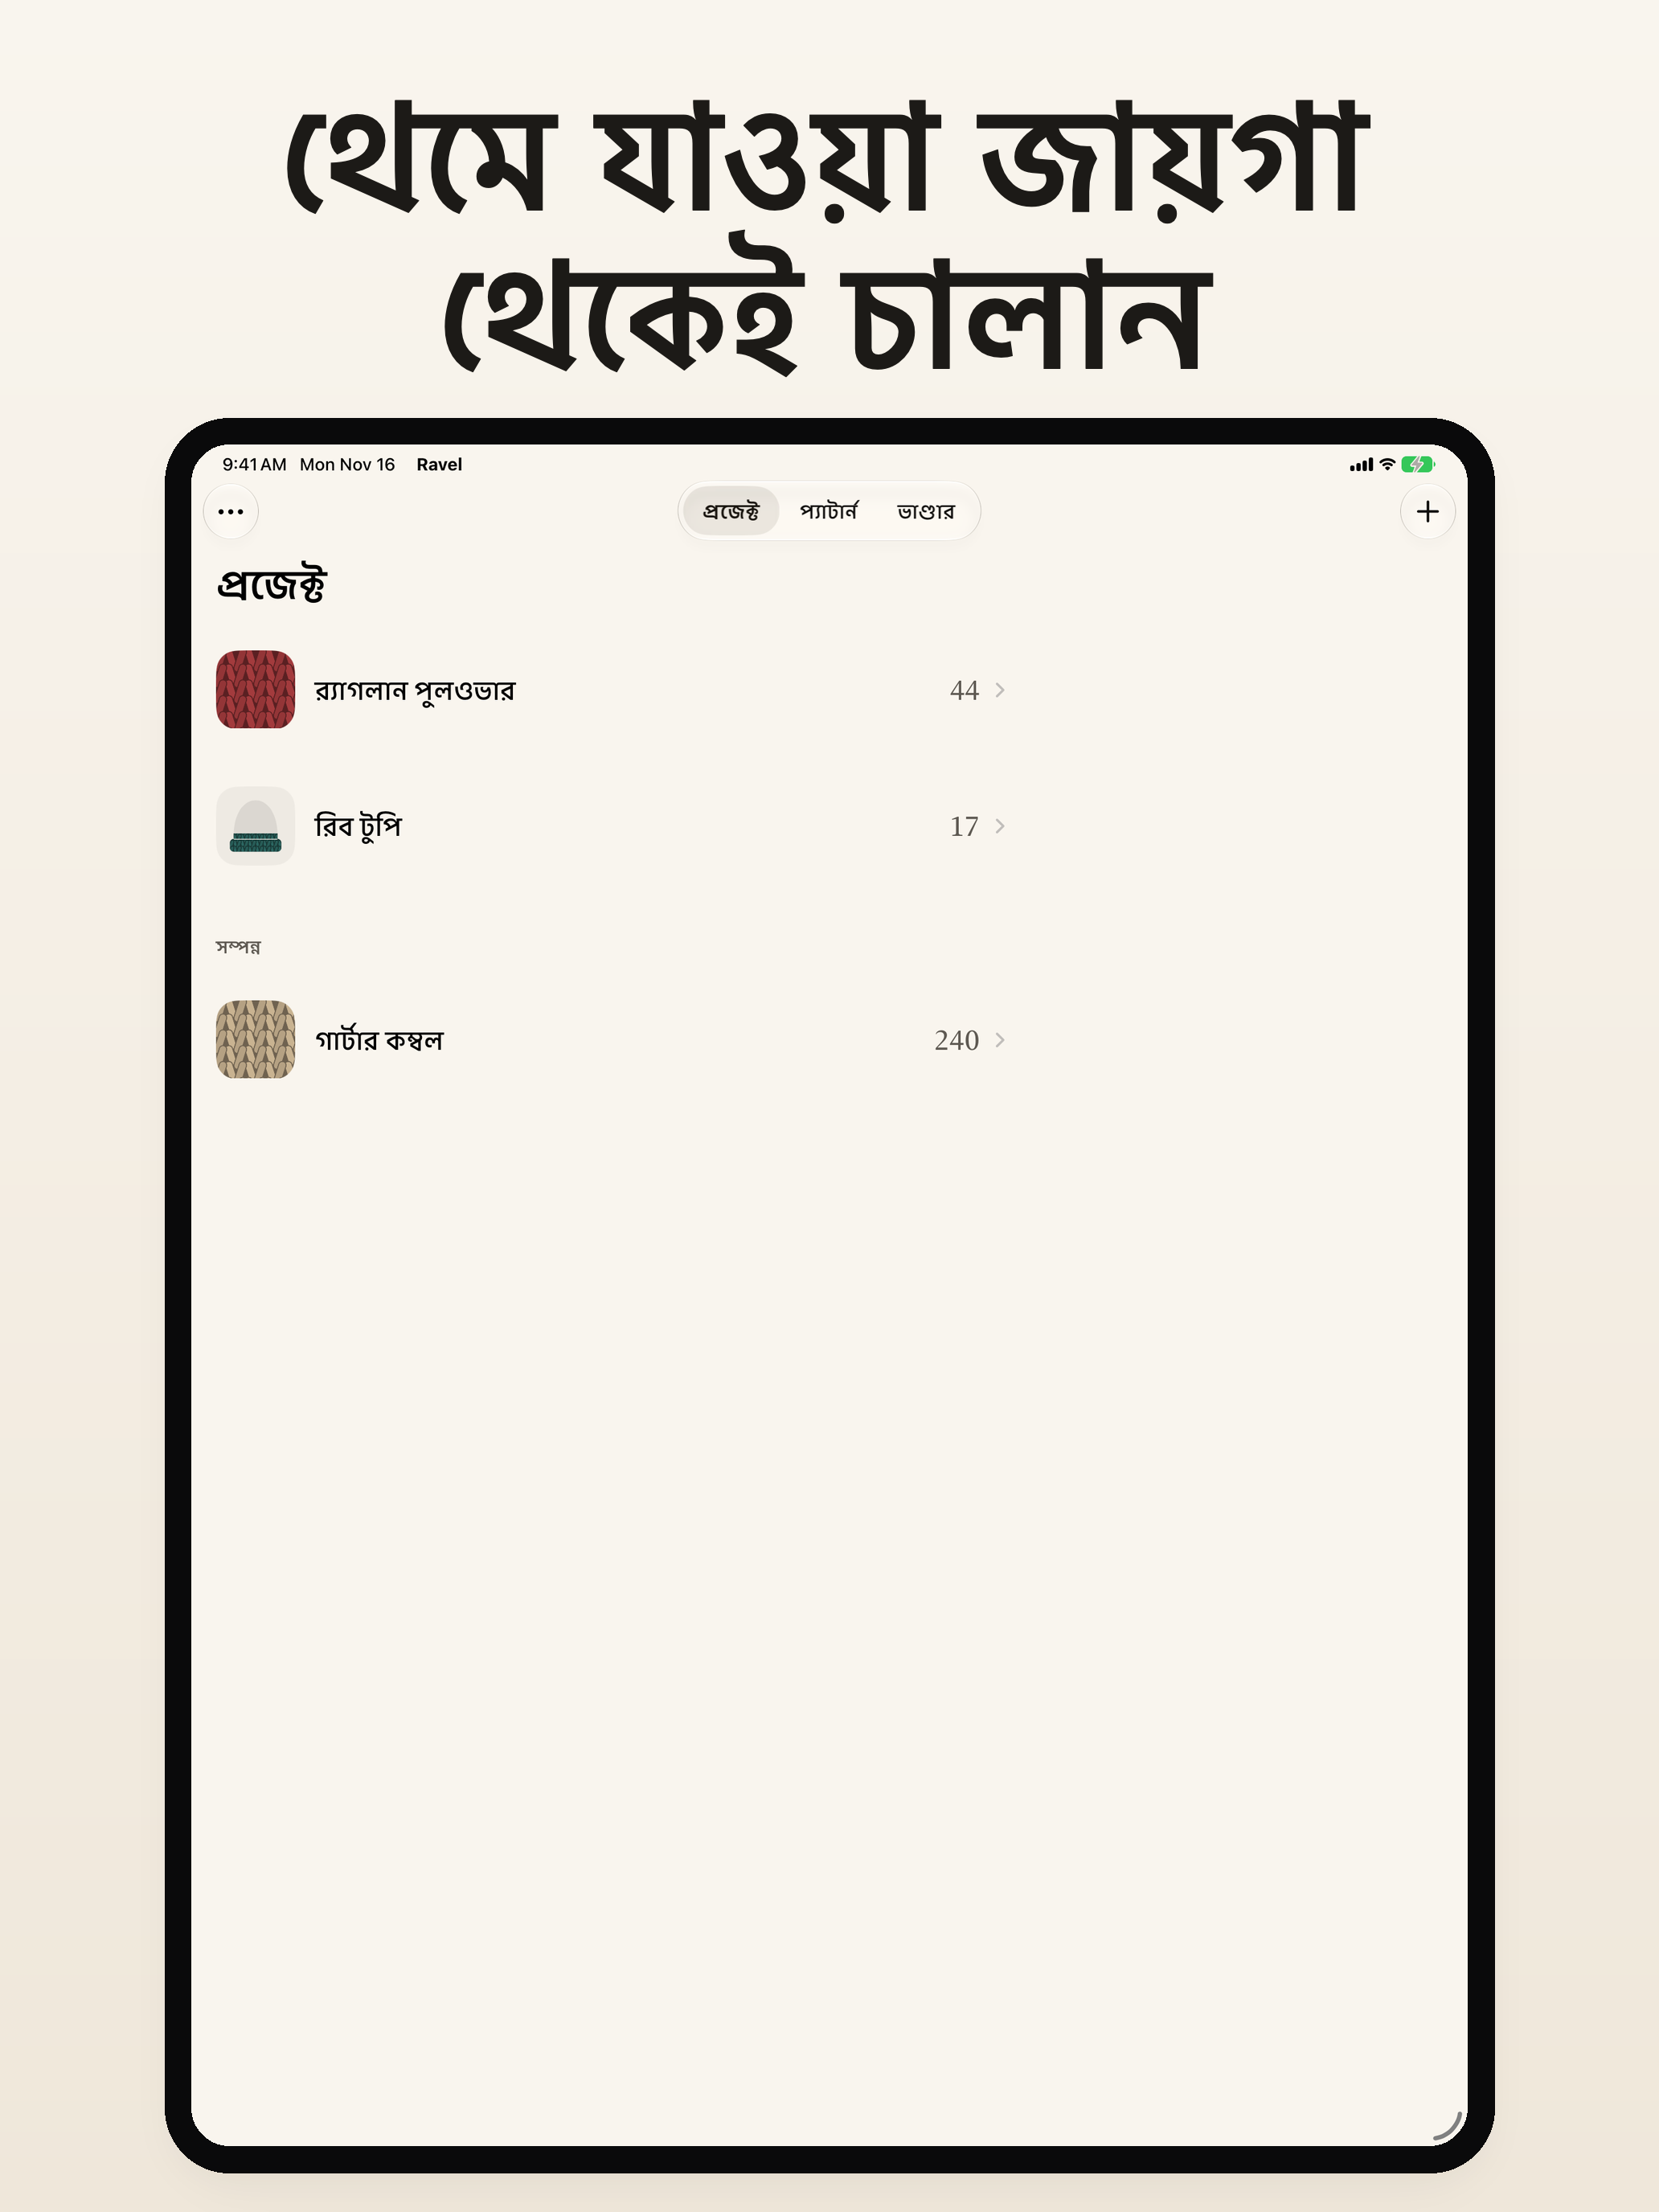 থেমে যাওয়া জায়গা
থেকেই চালান
9:41 AM Mon Nov 16 Ravel
প্রজেক্ট প্যাটার্ন ভাণ্ডার
প্রজেক্ট
র‍্যাগলান পুলওভার 44
রিব টুপি 17
সম্পন্ন
গার্টার কম্বল 240